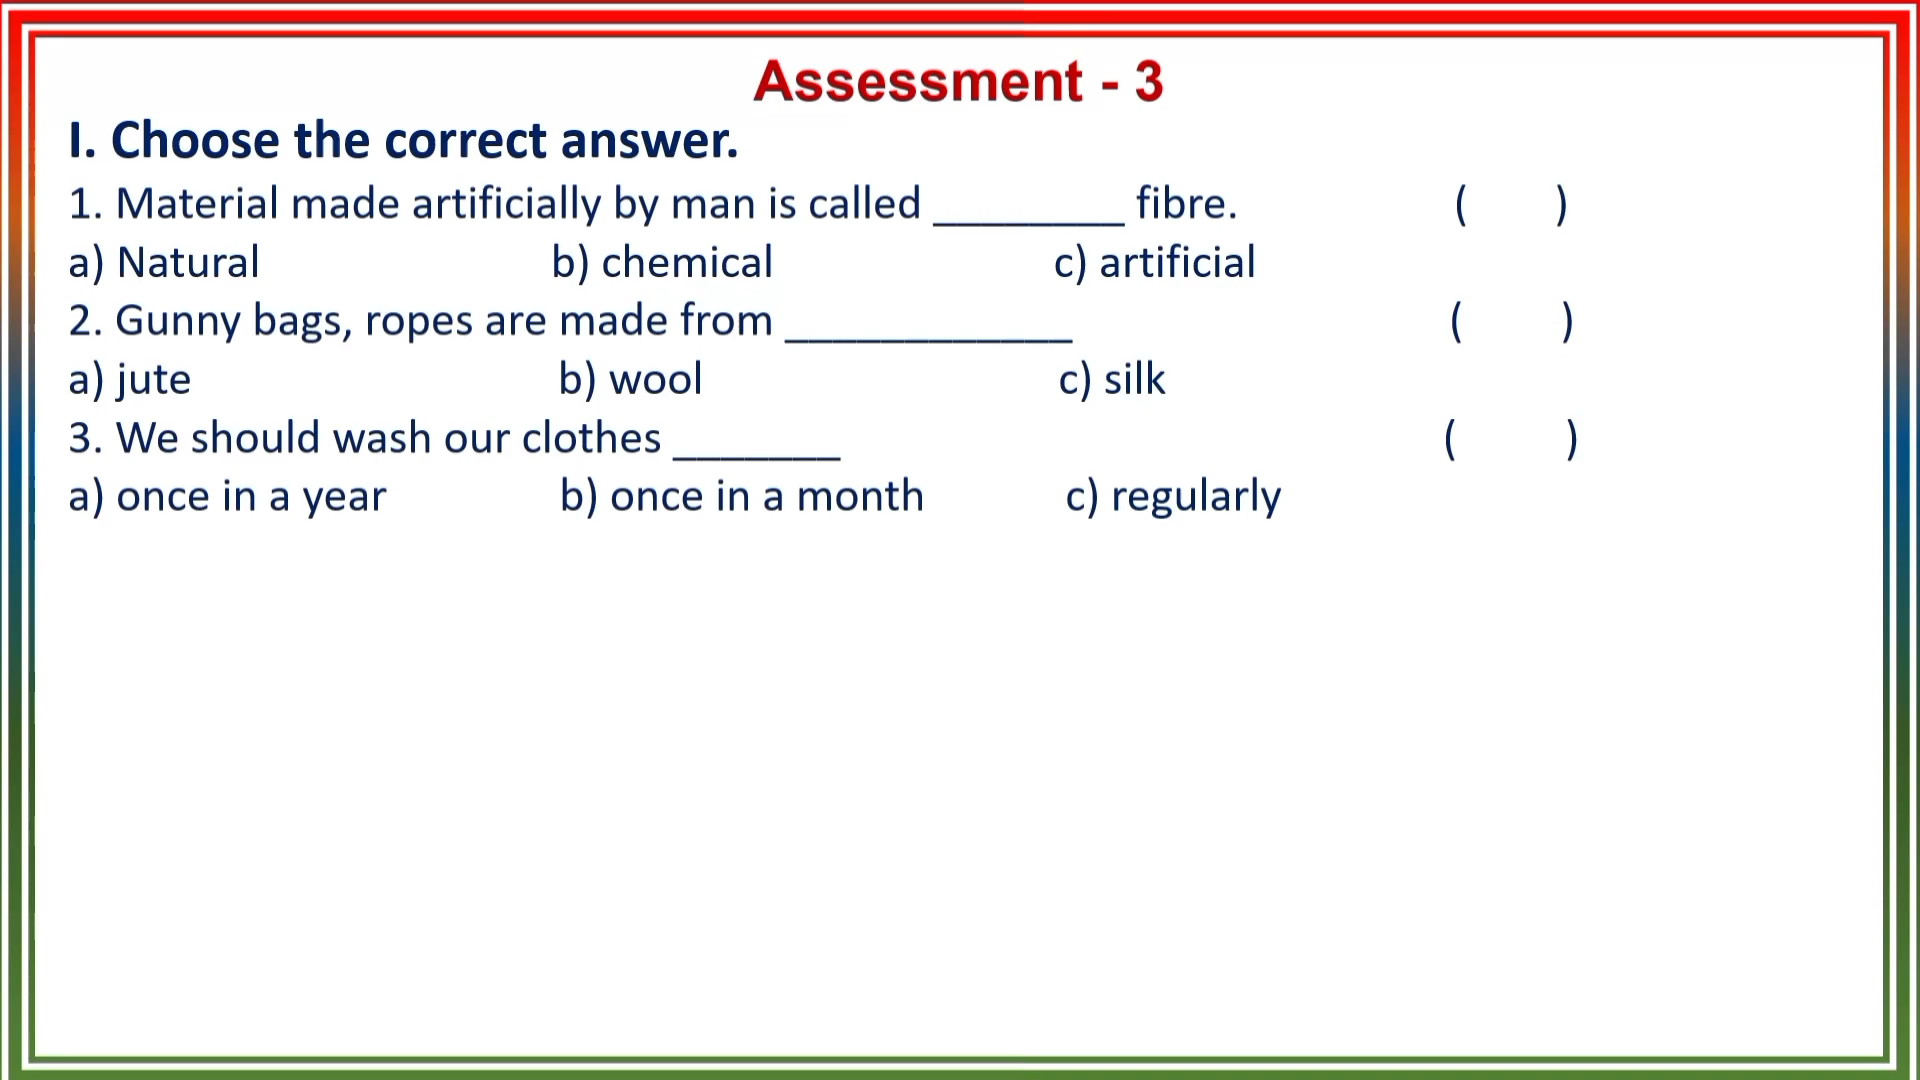 Assessment - 3
I. Choose the correct answer.
1. Material made artificially by man is called ________ fibre. ( )
a) Natural b) chemical c) artificial
2. Gunny bags, ropes are made from ____________ ( )
a) jute b) wool c) silk
3. We should wash our clothes _______ ( )
a) once in a year b) once in a month c) regularly